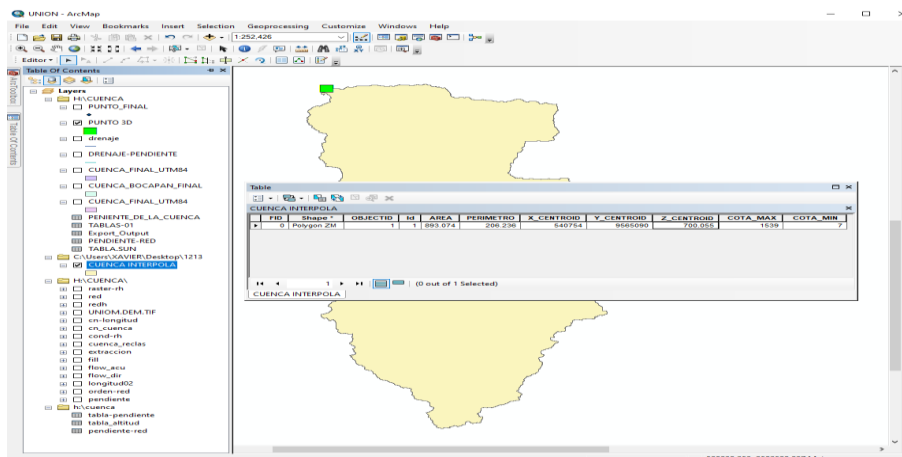 UNION - ArcMap
File Edit View Bookmarks Insert Selection Geoprocessing Customize Windows Help
1:252,426
Editor
Table Of Contents
ArcToolbox
Table Of Contents
Layers
H:\CUENCA
PUNTO_FINAL
PUNTO 3D
drenaje
DRENAJE-PENDIENTE
CUENCA_FINAL_UTM84
CUENCA_BOCAPAN_FINAL
CUENCA_FINAL_UTM84
PENIENTE_DE_LA_CUENCA
TABLAS-01
Export_Output
PENDIENTE-RED
TABLA.SUN
C:\Users\XAVIER\Desktop\1213
CUENCA INTERPOLA
H:\CUENCA\
raster-rh
red
redh
UNIOM.DEM.TIF
cn-longitud
cn_cuenca
cond-rh
cuenca_reclas
extraccion
fill
flow_acu
flow_dir
longitud02
orden-red
pendiente
h:\cuenca
tabla-pendiente
tabla_altitud
pendiente-red
Table
CUENCA INTERPOLA
FID Shape * OBJECTID Id AREA PERIMETRO X_CENTROID Y_CENTROID Z_CENTROID COTA_MAX COTA_MIN
0 Polygon ZM 1 1 893.074 206.236 540754 9565090 700.055 1539 7
1 (0 out of 1 Selected)
CUENCA INTERPOLA